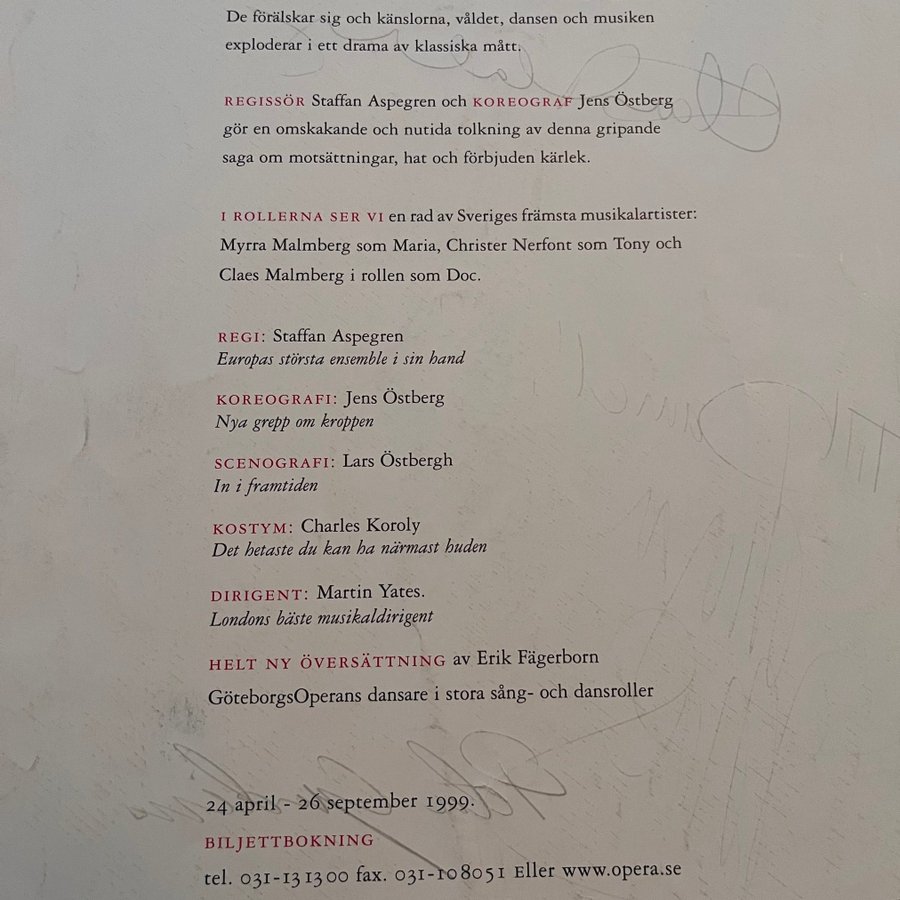 De förälskar sig och känslorna, våldet, dansen och musiken
exploderar i ett drama av klassiska mått.
REGISSÖR Staffan Aspegren och KOREOGRAF Jens Östberg
gör en omskakande och nutida tolkning av denna gripande
saga om motsättningar, hat och förbjuden kärlek.
I ROLLERNA SER VI en rad av Sveriges främsta musikalartister:
Myrra Malmberg som Maria, Christer Nerfont som Tony och
Claes Malmberg i rollen som Doc.
REGI: Staffan Aspegren
Europas största ensemble i sin hand
KOREOGRAFI: Jens Östberg
Nya grepp om kroppen
SCENOGRAFI: Lars Östbergh
In i framtiden
KOSTYM: Charles Koroly
Det hetaste du kan ha närmast huden
DIRIGENT: Martin Yates.
Londons bäste musikaldirigent
HELT NY ÖVERSÄTTNING av Erik Fägerborn
GöteborgsOperans dansare i stora sång- och dansroller
24 april - 26 september 1999.
BILJETTBOKNING
tel. 031-13 13 00 fax. 031-10 80 51 Eller www.opera.se